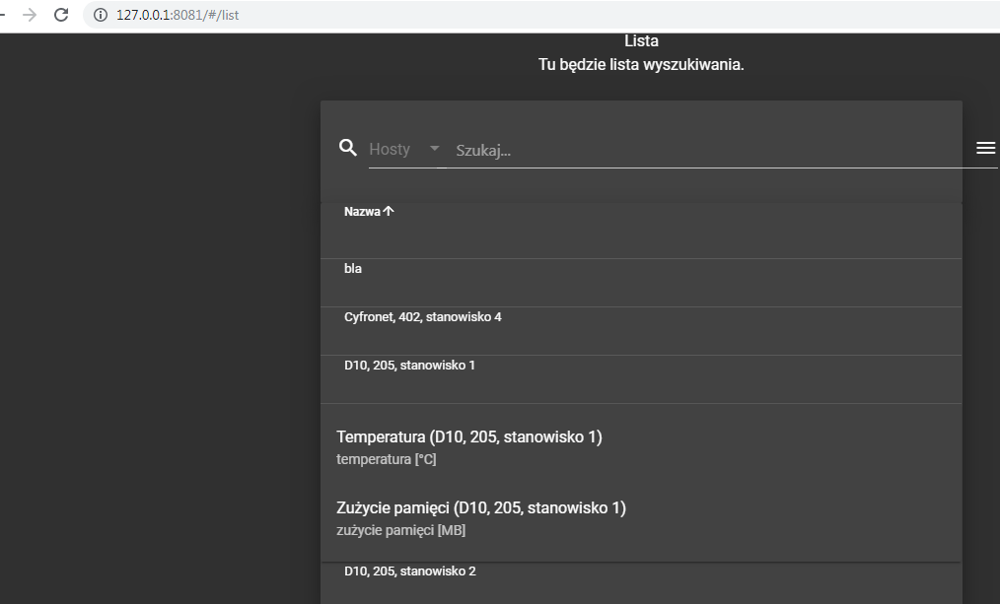 127.0.0.1:8081/#/list
Lista
Tu będzie lista wyszukiwania.
Hosty Szukaj...
Nazwa
bla
Cyfronet, 402, stanowisko 4
D10, 205, stanowisko 1
Temperatura (D10, 205, stanowisko 1)
temperatura [°C]
Zużycie pamięci (D10, 205, stanowisko 1)
zużycie pamięci [MB]
D10, 205, stanowisko 2